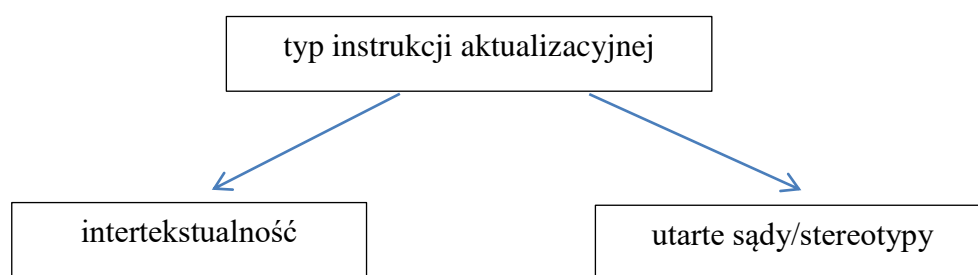 typ instrukcji aktualizacyjnej
intertekstualność
utarte sądy/stereotypy